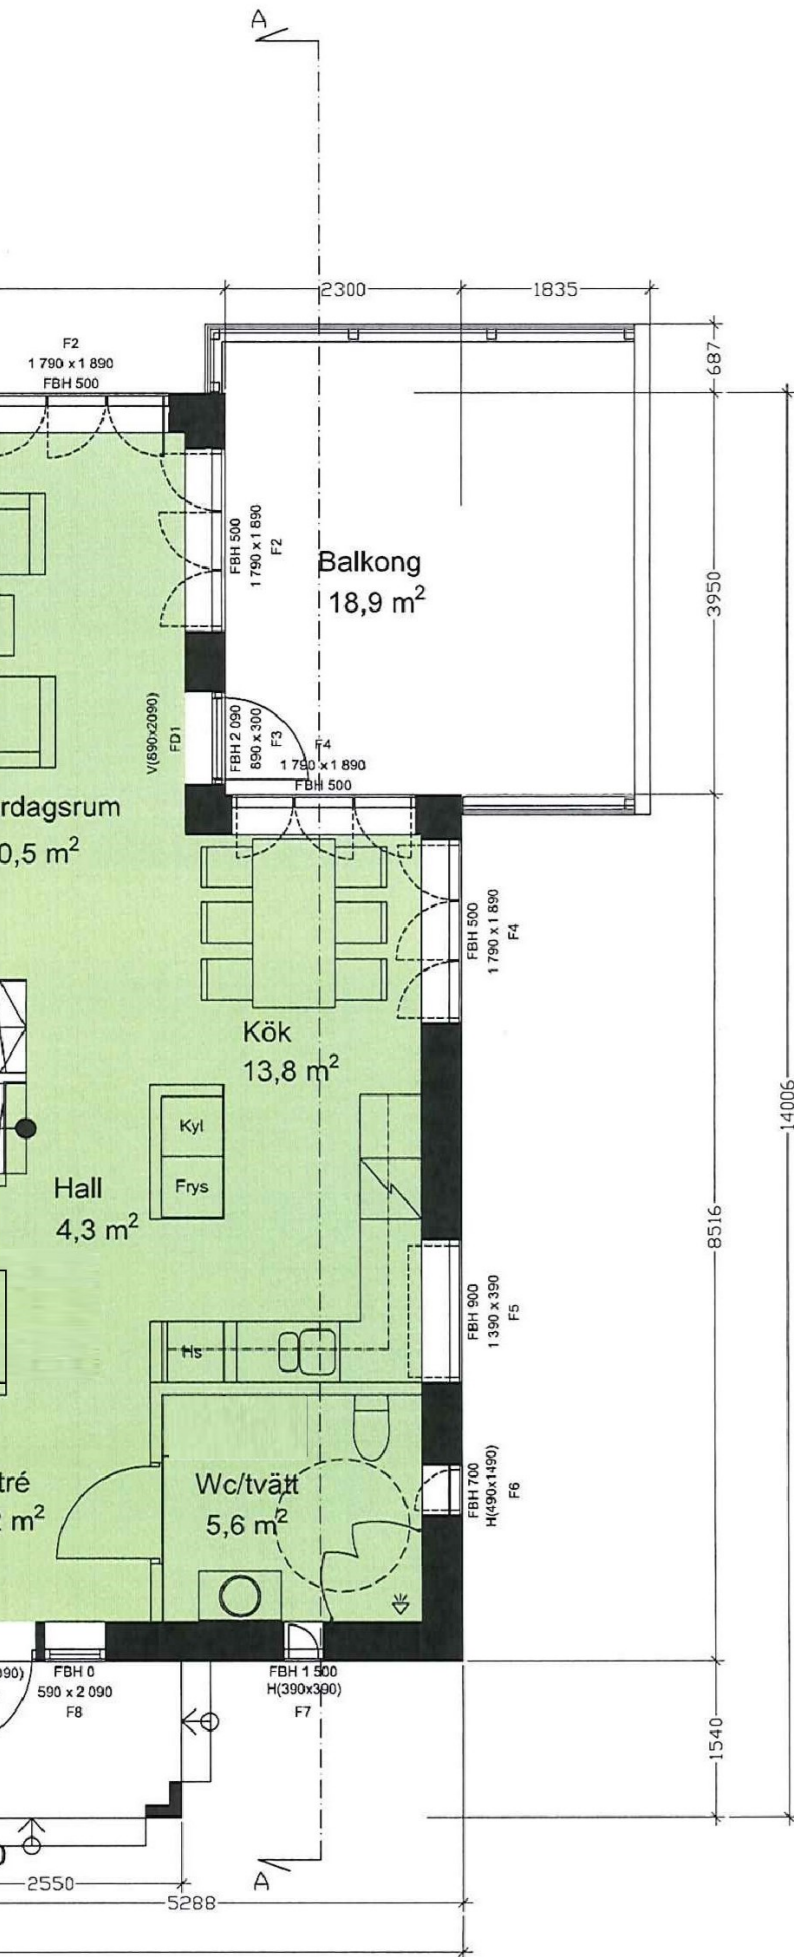 A
2300
1835
687
F2
1 790 x 1 890
FBH 500
FBH 500
1 790 x 1 890
F2
Balkong
18,9 m²
3950
V(890x2090)
FD1
FBH 2 090
890 x 300
F3
F4
1 790 x 1 890
FBH 500
rdagsrum
0,5 m²
FBH 500
1 790 x 1 890
F4
Kök
13,8 m²
14006
Kyl
Frys
Hall
4,3 m²
8516
FBH 900
1 390 x 390
F5
Hs
FBH 700
H(490x1490)
F6
tré
m²
Wc/tvätt
5,6 m²
090)
FBH 0
590 x 2 090
F8
FBH 1 500
H(390x390)
F7
1540
A
2550
5288